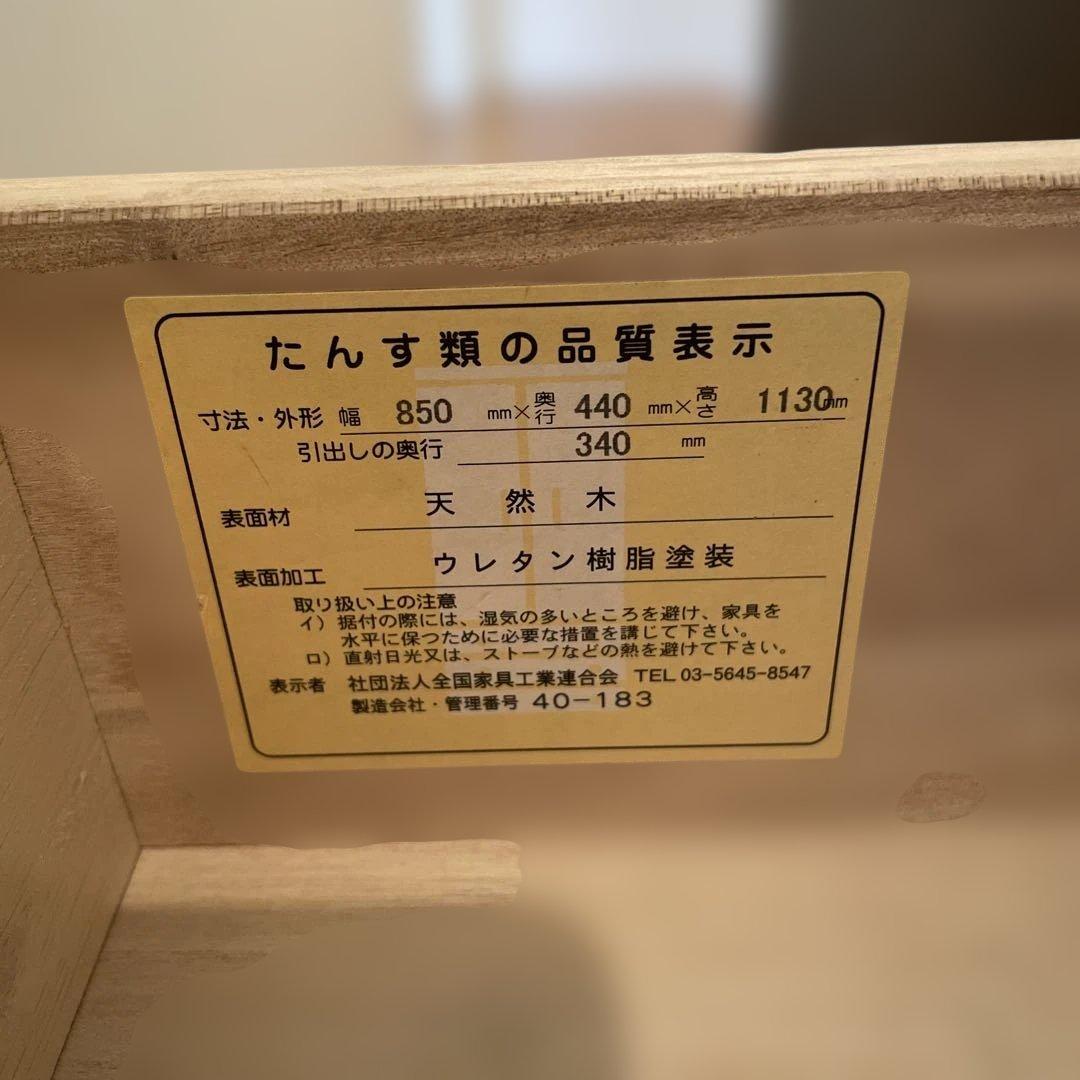 たんす類の品質表示
寸法・外形 幅 850 mm×奥行 440 mm×高さ 1130mm
引出しの奥行 340 mm
表面材 天然木
表面加工 ウレタン樹脂塗装
取り扱い上の注意
イ）据付の際には、湿気の多いところを避け、家具を
水平に保つために必要な措置を講じて下さい。
ロ）直射日光又は、ストーブなどの熱を避けて下さい。
表示者 社団法人全国家具工業連合会 TEL 03-5645-8547
製造会社・管理番号 40-183